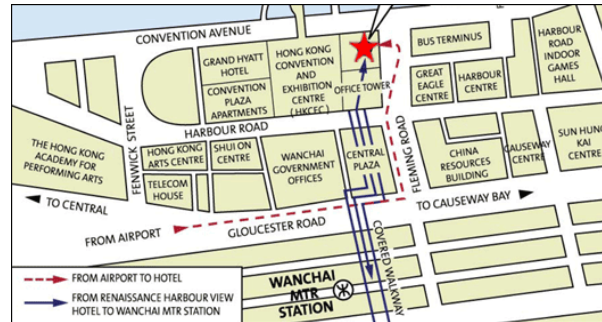 CONVENTION AVENUE
GRAND HYATT
HOTEL
CONVENTION
PLAZA
APARTMENTS
HONG KONG
CONVENTION
AND
EXHIBITION
CENTRE
(HKCEC)
OFFICE TOWER
BUS TERMINUS
GREAT
EAGLE
CENTRE
HARBOUR
CENTRE
HARBOUR
ROAD
INDOOR
GAMES
HALL
HARBOUR ROAD
FENWICK STREET
THE HONG KONG
ACADEMY FOR
PERFORMING ARTS
HONG KONG
ARTS CENTRE
SHUI ON
CENTRE
TELECOM
HOUSE
WANCHAI
GOVERNMENT
OFFICES
CENTRAL
PLAZA
FLEMING ROAD
CHINA
RESOURCES
BUILDING
CAUSEWAY
CENTRE
SUN HUNG
KAI CENTRE
TO CENTRAL
TO CAUSEWAY BAY
FROM AIRPORT
GLOUCESTER ROAD
COVERED WALKWAY
WANCHAI
MTR
STATION
FROM AIRPORT TO HOTEL
FROM RENAISSANCE HARBOUR VIEW
HOTEL TO WANCHAI MTR STATION